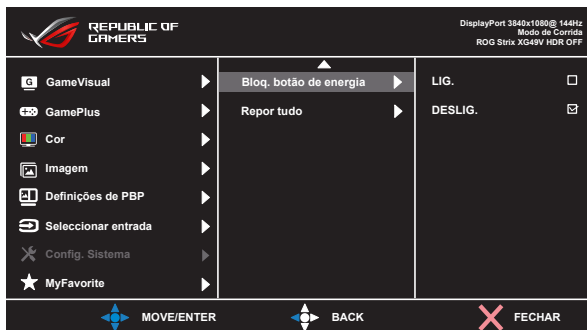 REPUBLIC OF
GAMERS
DisplayPort 3840x1080@ 144Hz
Modo de Corrida
ROG Strix XG49V HDR OFF
G GameVisual
GamePlus
Cor
Imagem
Definições de PBP
Seleccionar entrada
Config. Sistema
MyFavorite
Bloq. botão de energia
Repor tudo
LIG.
DESLIG.
MOVE/ENTER
BACK
FECHAR